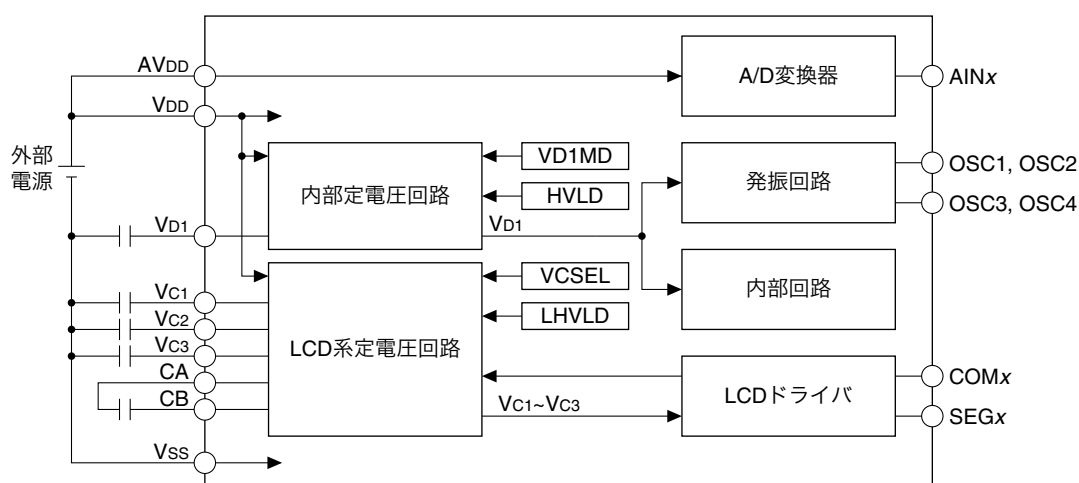 AVDD
A/D変換器
AINx
VDD
外部
電源
VD1MD
内部定電圧回路
HVLD
発振回路
OSC1, OSC2
OSC3, OSC4
VD1
VD1
VCSEL
内部回路
LHVLD
VC1
VC2
VC3
LCD系定電圧回路
CA
CB
VC1~VC3
LCDドライバ
COMx
SEGx
VSS